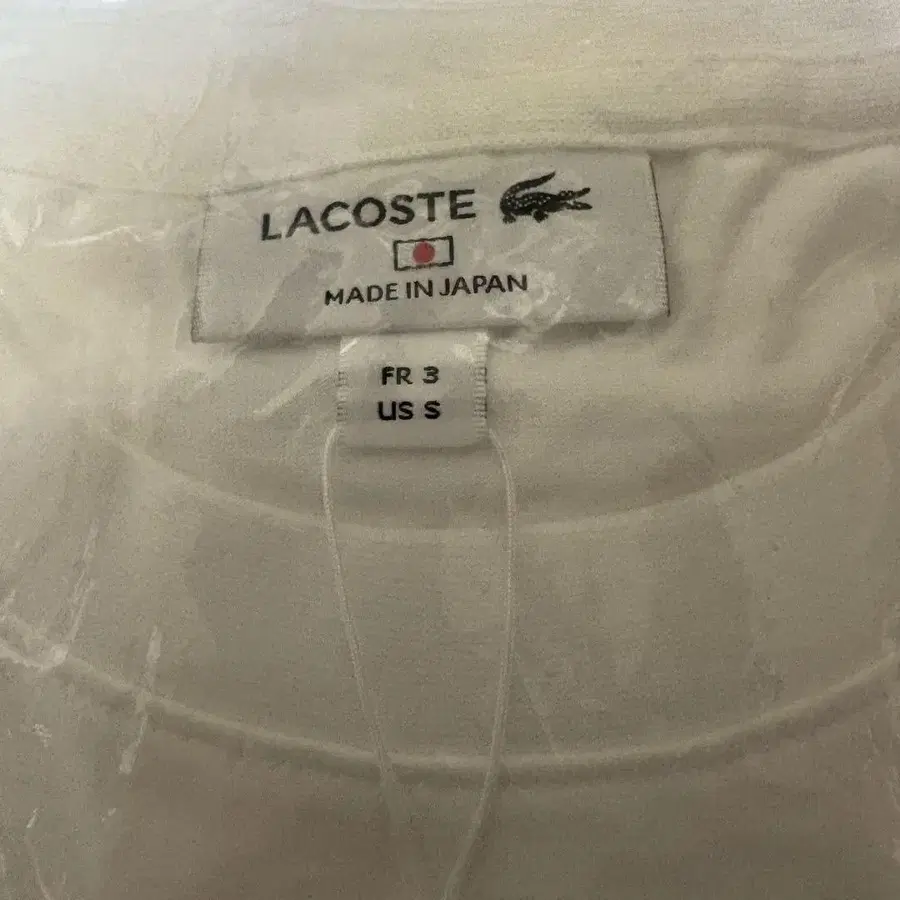 LACOSTE
MADE IN JAPAN
FR 3
US S